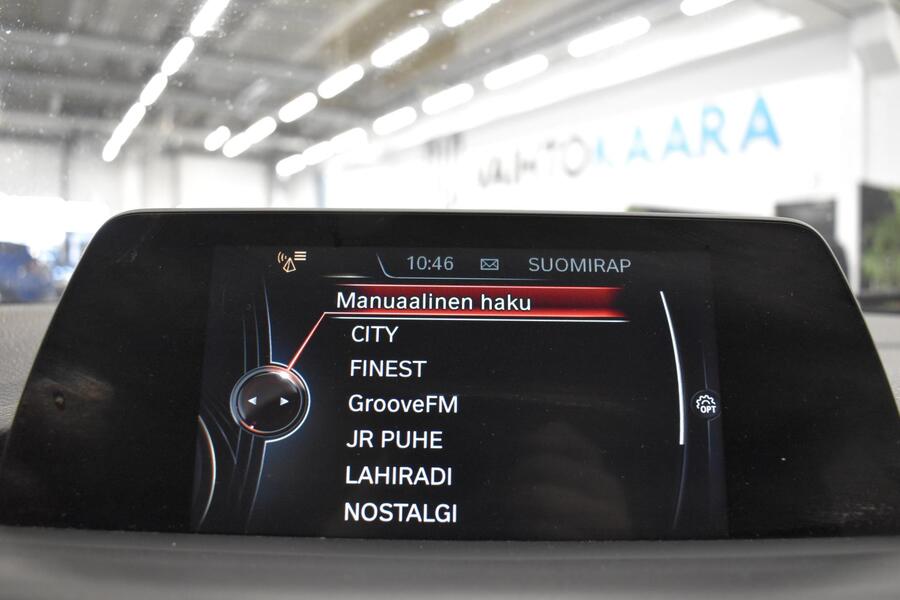 VAIHTOKAARA
10:46 SUOMIRAP
Manuaalinen haku
CITY
FINEST
GrooveFM
OPT
JR PUHE
LAHIRADI
NOSTALGI